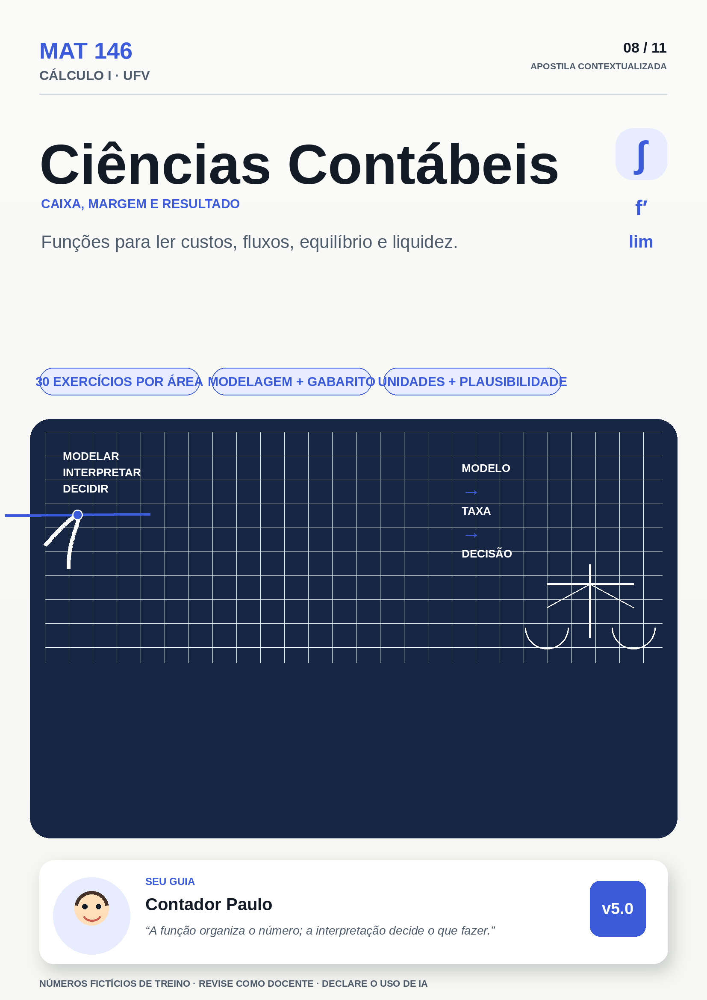 MAT 146
CÁLCULO I · UFV
08 / 11
APOSTILA CONTEXTUALIZADA
Ciências Contábeis
∫
CAIXA, MARGEM E RESULTADO
f′
Funções para ler custos, fluxos, equilíbrio e liquidez.
lim
30 EXERCÍCIOS POR ÁREA
MODELAGEM + GABARITO
UNIDADES + PLAUSIBILIDADE
MODELAR
INTERPRETAR
DECIDIR
MODELO
→
TAXA
→
DECISÃO
SEU GUIA
Contador Paulo
“A função organiza o número; a interpretação decide o que fazer.”
v5.0
NÚMEROS FICTÍCIOS DE TREINO · REVISE COMO DOCENTE · DECLARE O USO DE IA